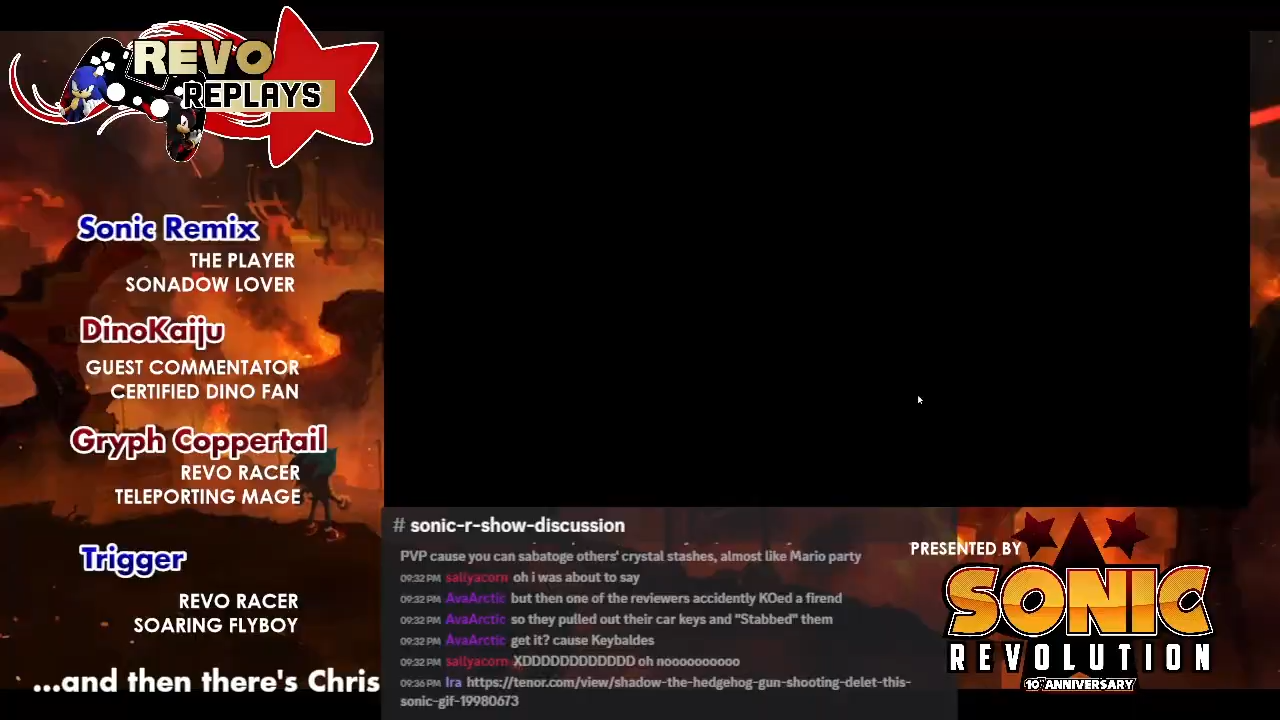 REVO
REPLAYS
Sonic Remix
THE PLAYER
SONADOW LOVER
DinoKaiju
GUEST COMMENTATOR
CERTIFIED DINO FAN
Gryph Coppertail
REVO RACER
TELEPORTING MAGE
Trigger
REVO RACER
SOARING FLYBOY
...and then there's Chris
# sonic-r-show-discussion
PVP cause you can sabatoge others' crystal stashes, almost like Mario party
09:32 PM sallyacorn oh i was about to say
09:32 PM AvaArctic but then one of the reviewers accidently KOed a firend
09:32 PM AvaArctic so they pulled out their car keys and "Stabbed" them
09:32 PM AvaArctic get it? cause Keybaldes
09:32 PM sallyacorn XDDDDDDDDDDDD oh noooooooooo
09:36 PM Ira https://tenor.com/view/shadow-the-hedgehog-gun-shooting-delet-this-
sonic-gif-19980673
PRESENTED BY
SONIC
REVOLUTION
10TH ANNIVERSARY